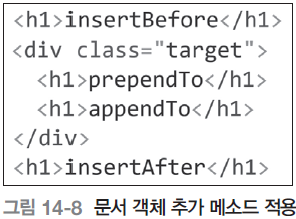 <h1>insertBefore</h1>
<div class="target">
  <h1>prependTo</h1>
  <h1>appendTo</h1>
</div>
<h1>insertAfter</h1>
그림 14-8 문서 객체 추가 메소드 적용